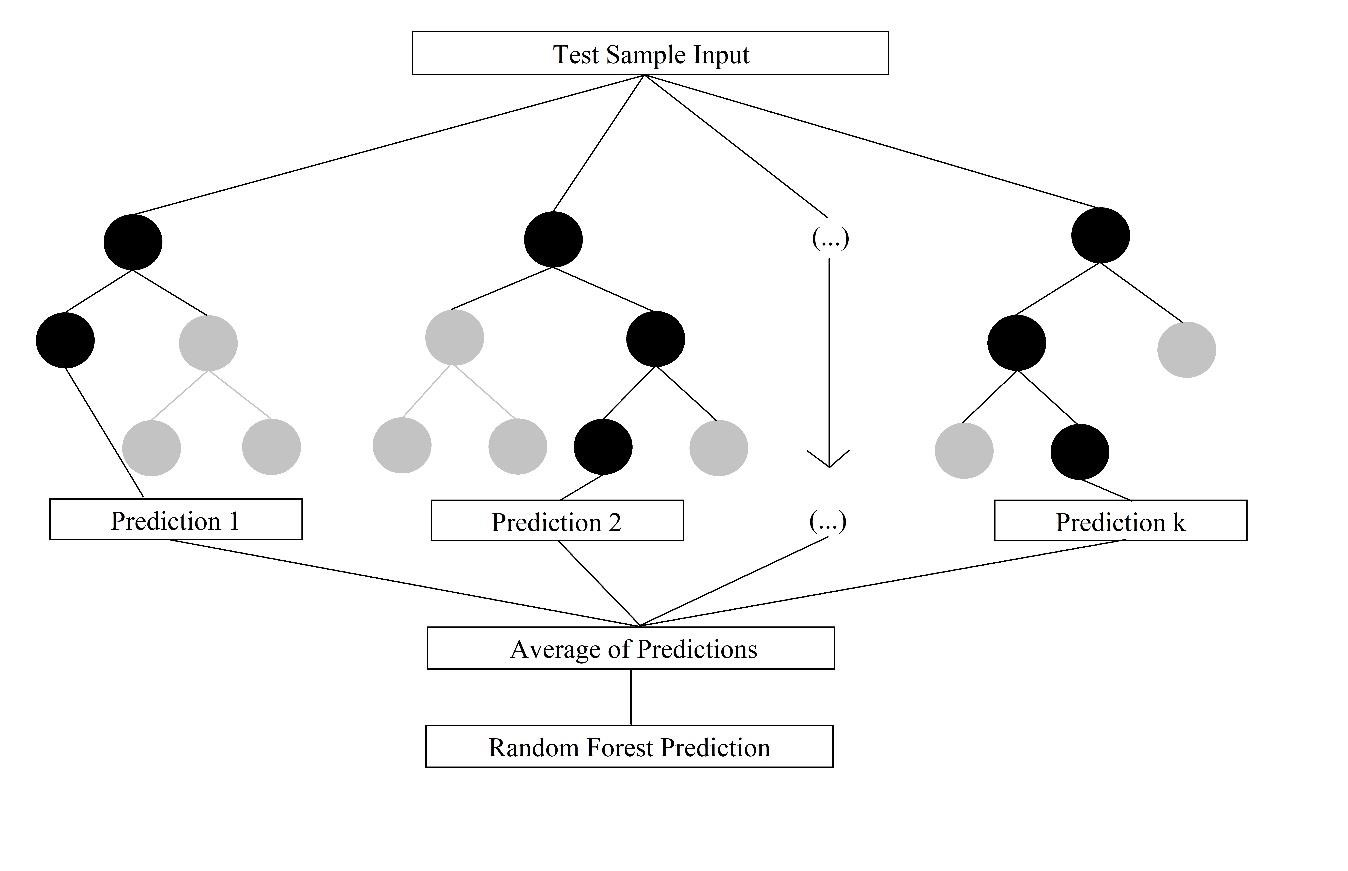 Test Sample Input
(...)
Prediction 1
Prediction 2
(...)
Prediction k
Average of Predictions
Random Forest Prediction